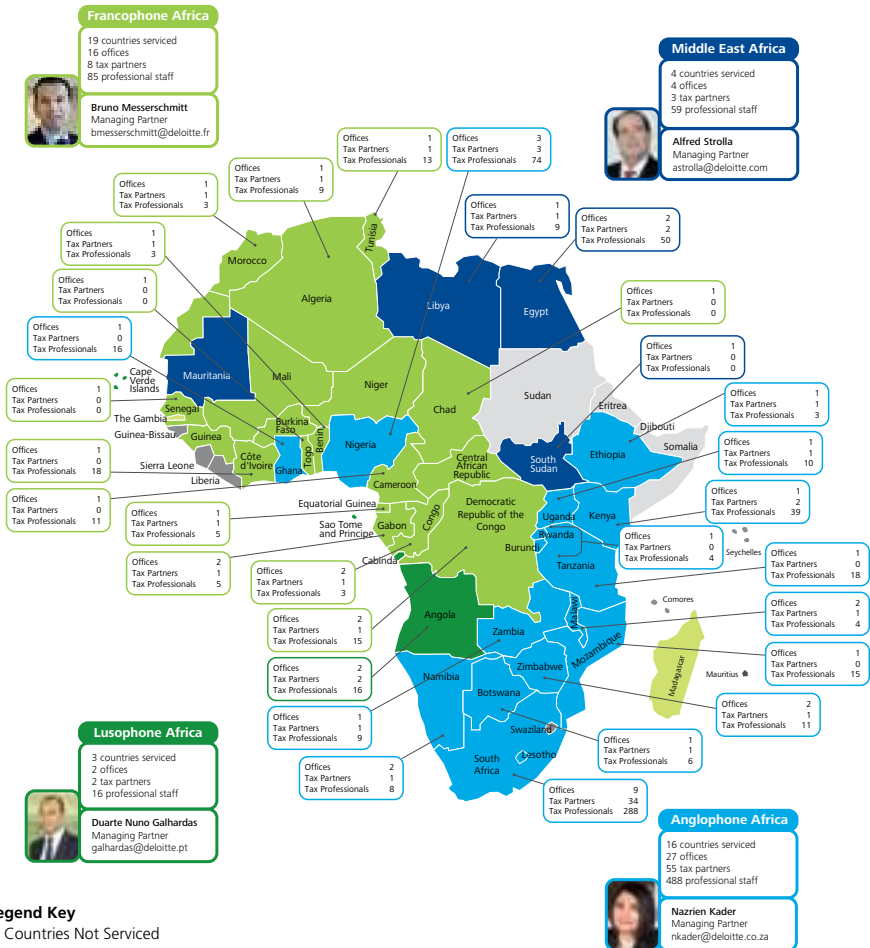 Francophone Africa
19 countries serviced
16 offices
8 tax partners
85 professional staff
Bruno Messerschmitt
Managing Partner
bmesserschmitt@deloitte.fr
Middle East Africa
4 countries serviced
4 offices
3 tax partners
59 professional staff
Alfred Strolla
Managing Partner
astrolla@deloitte.com
Offices 1
Tax Partners 1
Tax Professionals 13
Offices 3
Tax Partners 3
Tax Professionals 74
Offices 1
Tax Partners 1
Tax Professionals 9
Offices 1
Tax Partners 1
Tax Professionals 3
Offices 1
Tax Partners 1
Tax Professionals 9
Offices 2
Tax Partners 2
Tax Professionals 50
Offices 1
Tax Partners 1
Tax Professionals 3
Offices 1
Tax Partners 0
Tax Professionals 0
Offices 1
Tax Partners 0
Tax Professionals 0
Offices 1
Tax Partners 0
Tax Professionals 16
Offices 1
Tax Partners 0
Tax Professionals 0
Offices 1
Tax Partners 0
Tax Professionals 0
Offices 1
Tax Partners 1
Tax Professionals 3
Offices 1
Tax Partners 1
Tax Professionals 10
Offices 1
Tax Partners 0
Tax Professionals 18
Offices 1
Tax Partners 2
Tax Professionals 39
Offices 1
Tax Partners 0
Tax Professionals 11
Offices 1
Tax Partners 1
Tax Professionals 5
Offices 1
Tax Partners 0
Tax Professionals 4
Offices 2
Tax Partners 1
Tax Professionals 5
Offices 2
Tax Partners 1
Tax Professionals 3
Offices 1
Tax Partners 0
Tax Professionals 18
Offices 2
Tax Partners 1
Tax Professionals 4
Offices 2
Tax Partners 1
Tax Professionals 15
Offices 1
Tax Partners 0
Tax Professionals 15
Offices 2
Tax Partners 2
Tax Professionals 16
Offices 2
Tax Partners 1
Tax Professionals 11
Offices 1
Tax Partners 1
Tax Professionals 9
Offices 1
Tax Partners 1
Tax Professionals 6
Offices 2
Tax Partners 1
Tax Professionals 8
Offices 9
Tax Partners 34
Tax Professionals 288
Morocco
Algeria
Tunisia
Libya
Egypt
Mauritania
Mali
Niger
Chad
Sudan
Eritrea
Djibouti
Somalia
Ethiopia
South
Sudan
Cape
Verde
Islands
Senegal
The Gambia
Guinea-Bissau
Guinea
Sierra Leone
Liberia
Côte
d'Ivoire
Burkina
Faso
Ghana
Togo
Benin
Nigeria
Cameroon
Central
African
Republic
Equatorial Guinea
Sao Tome
and Principe
Gabon
Congo
Cabinda
Democratic
Republic of the
Congo
Uganda
Kenya
Rwanda
Burundi
Tanzania
Seychelles
Comores
Angola
Zambia
Malawi
Mozambique
Madagascar
Mauritius
Namibia
Zimbabwe
Botswana
Swaziland
Lesotho
South
Africa
Lusophone Africa
3 countries serviced
2 offices
2 tax partners
16 professional staff
Duarte Nuno Galhardas
Managing Partner
galhardas@deloitte.pt
Anglophone Africa
16 countries serviced
27 offices
55 tax partners
488 professional staff
Nazrien Kader
Managing Partner
nkader@deloitte.co.za
egend Key
Countries Not Serviced